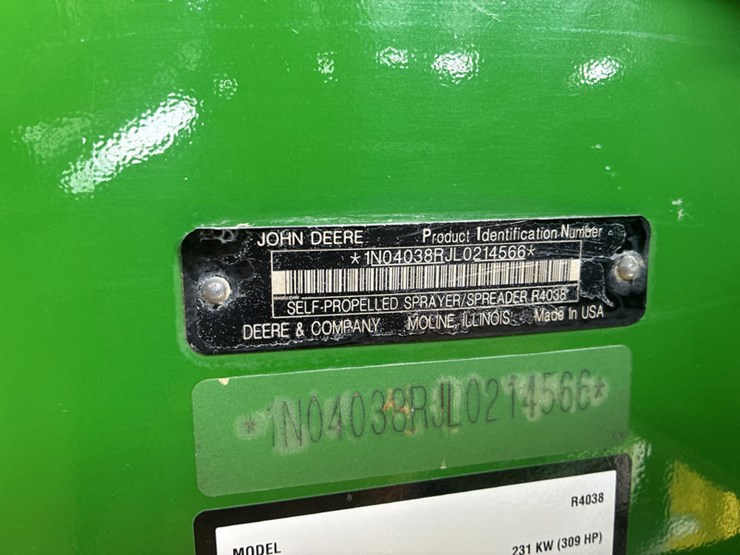 JOHN DEERE Product Identification Number
*1N04038RJL0214566*
SELF-PROPELLED SPRAYER/SPREADER R4038
DEERE & COMPANY MOLINE, ILLINOIS Made In USA
*1N04038RJL0214566*
R4038
MODEL 231 KW (309 HP)